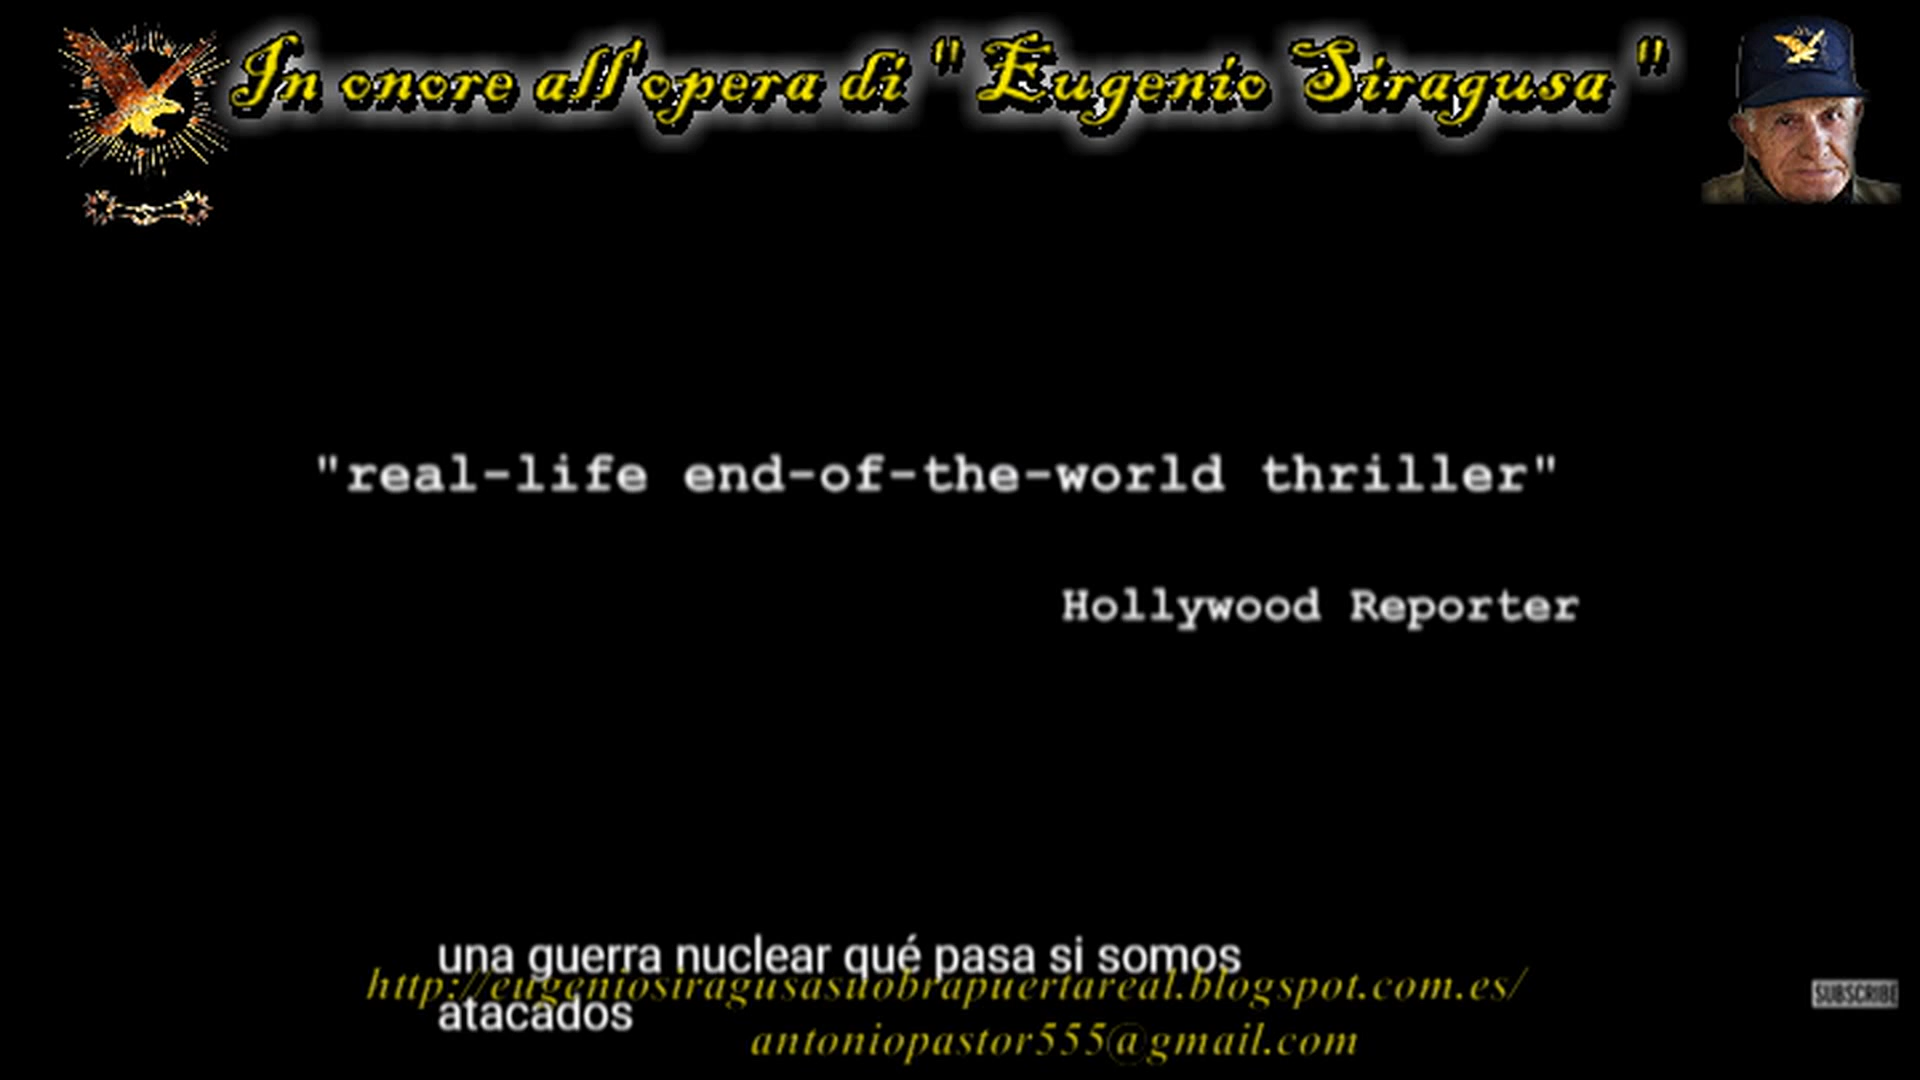 In onore all'opera di " Eugenio Siragusa "
"real-life end-of-the-world thriller"
Hollywood Reporter
una guerra nuclear qué pasa si somos
http://eugeniosiragusasuobrapuertareal.blogspot.com.es/
atacados
antoniopastor555@gmail.com
SUBSCRIBE